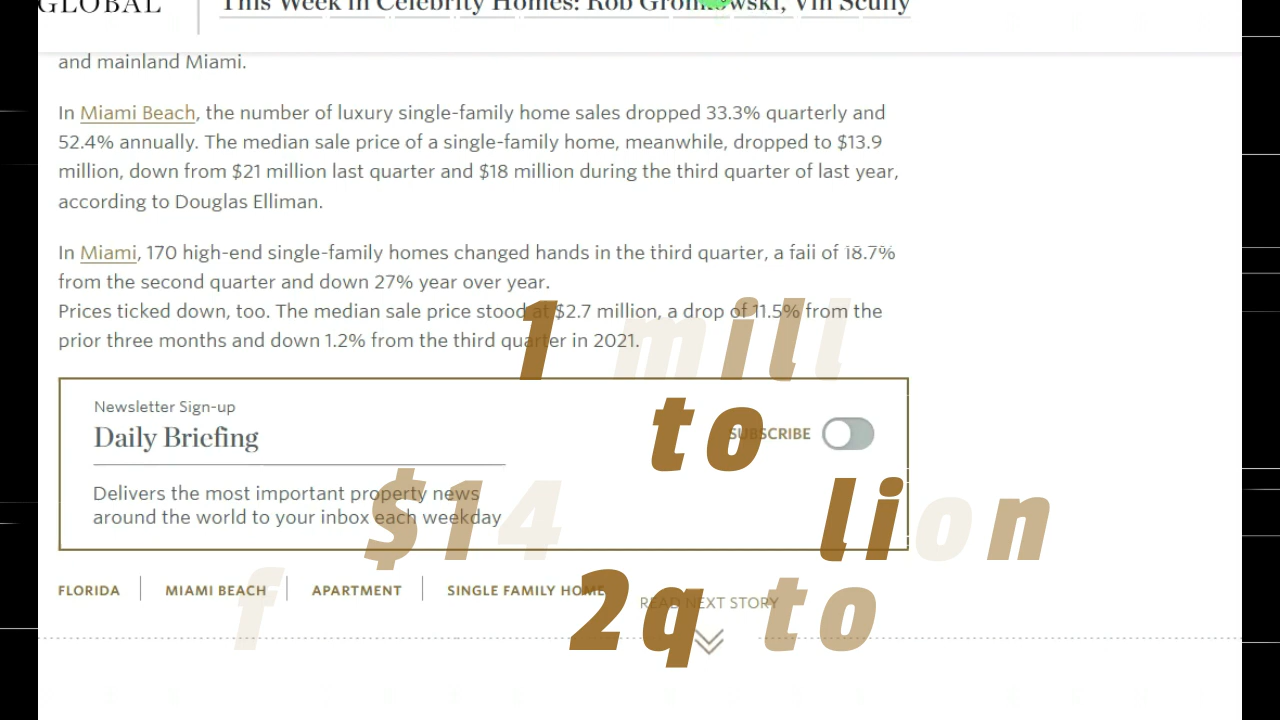 GLOBAL
This Week in Celebrity Homes: Rob Gronkowski, Vin Scully
and mainland Miami.
In Miami Beach, the number of luxury single-family home sales dropped 33.3% quarterly and
52.4% annually. The median sale price of a single-family home, meanwhile, dropped to $13.9
million, down from $21 million last quarter and $18 million during the third quarter of last year,
according to Douglas Elliman.
In Miami, 170 high-end single-family homes changed hands in the third quarter, a fall of 18.7%
from the second quarter and down 27% year over year.
Prices ticked down, too. The median sale price stood at $2.7 million, a drop of 11.5% from the
prior three months and down 1.2% from the third quarter in 2021.
1 mill
to
$14 lion
f 2q to
Newsletter Sign-up
Daily Briefing
SUBSCRIBE
Delivers the most important property news
around the world to your inbox each weekday
FLORIDA MIAMI BEACH APARTMENT SINGLE FAMILY HOME
READ NEXT STORY